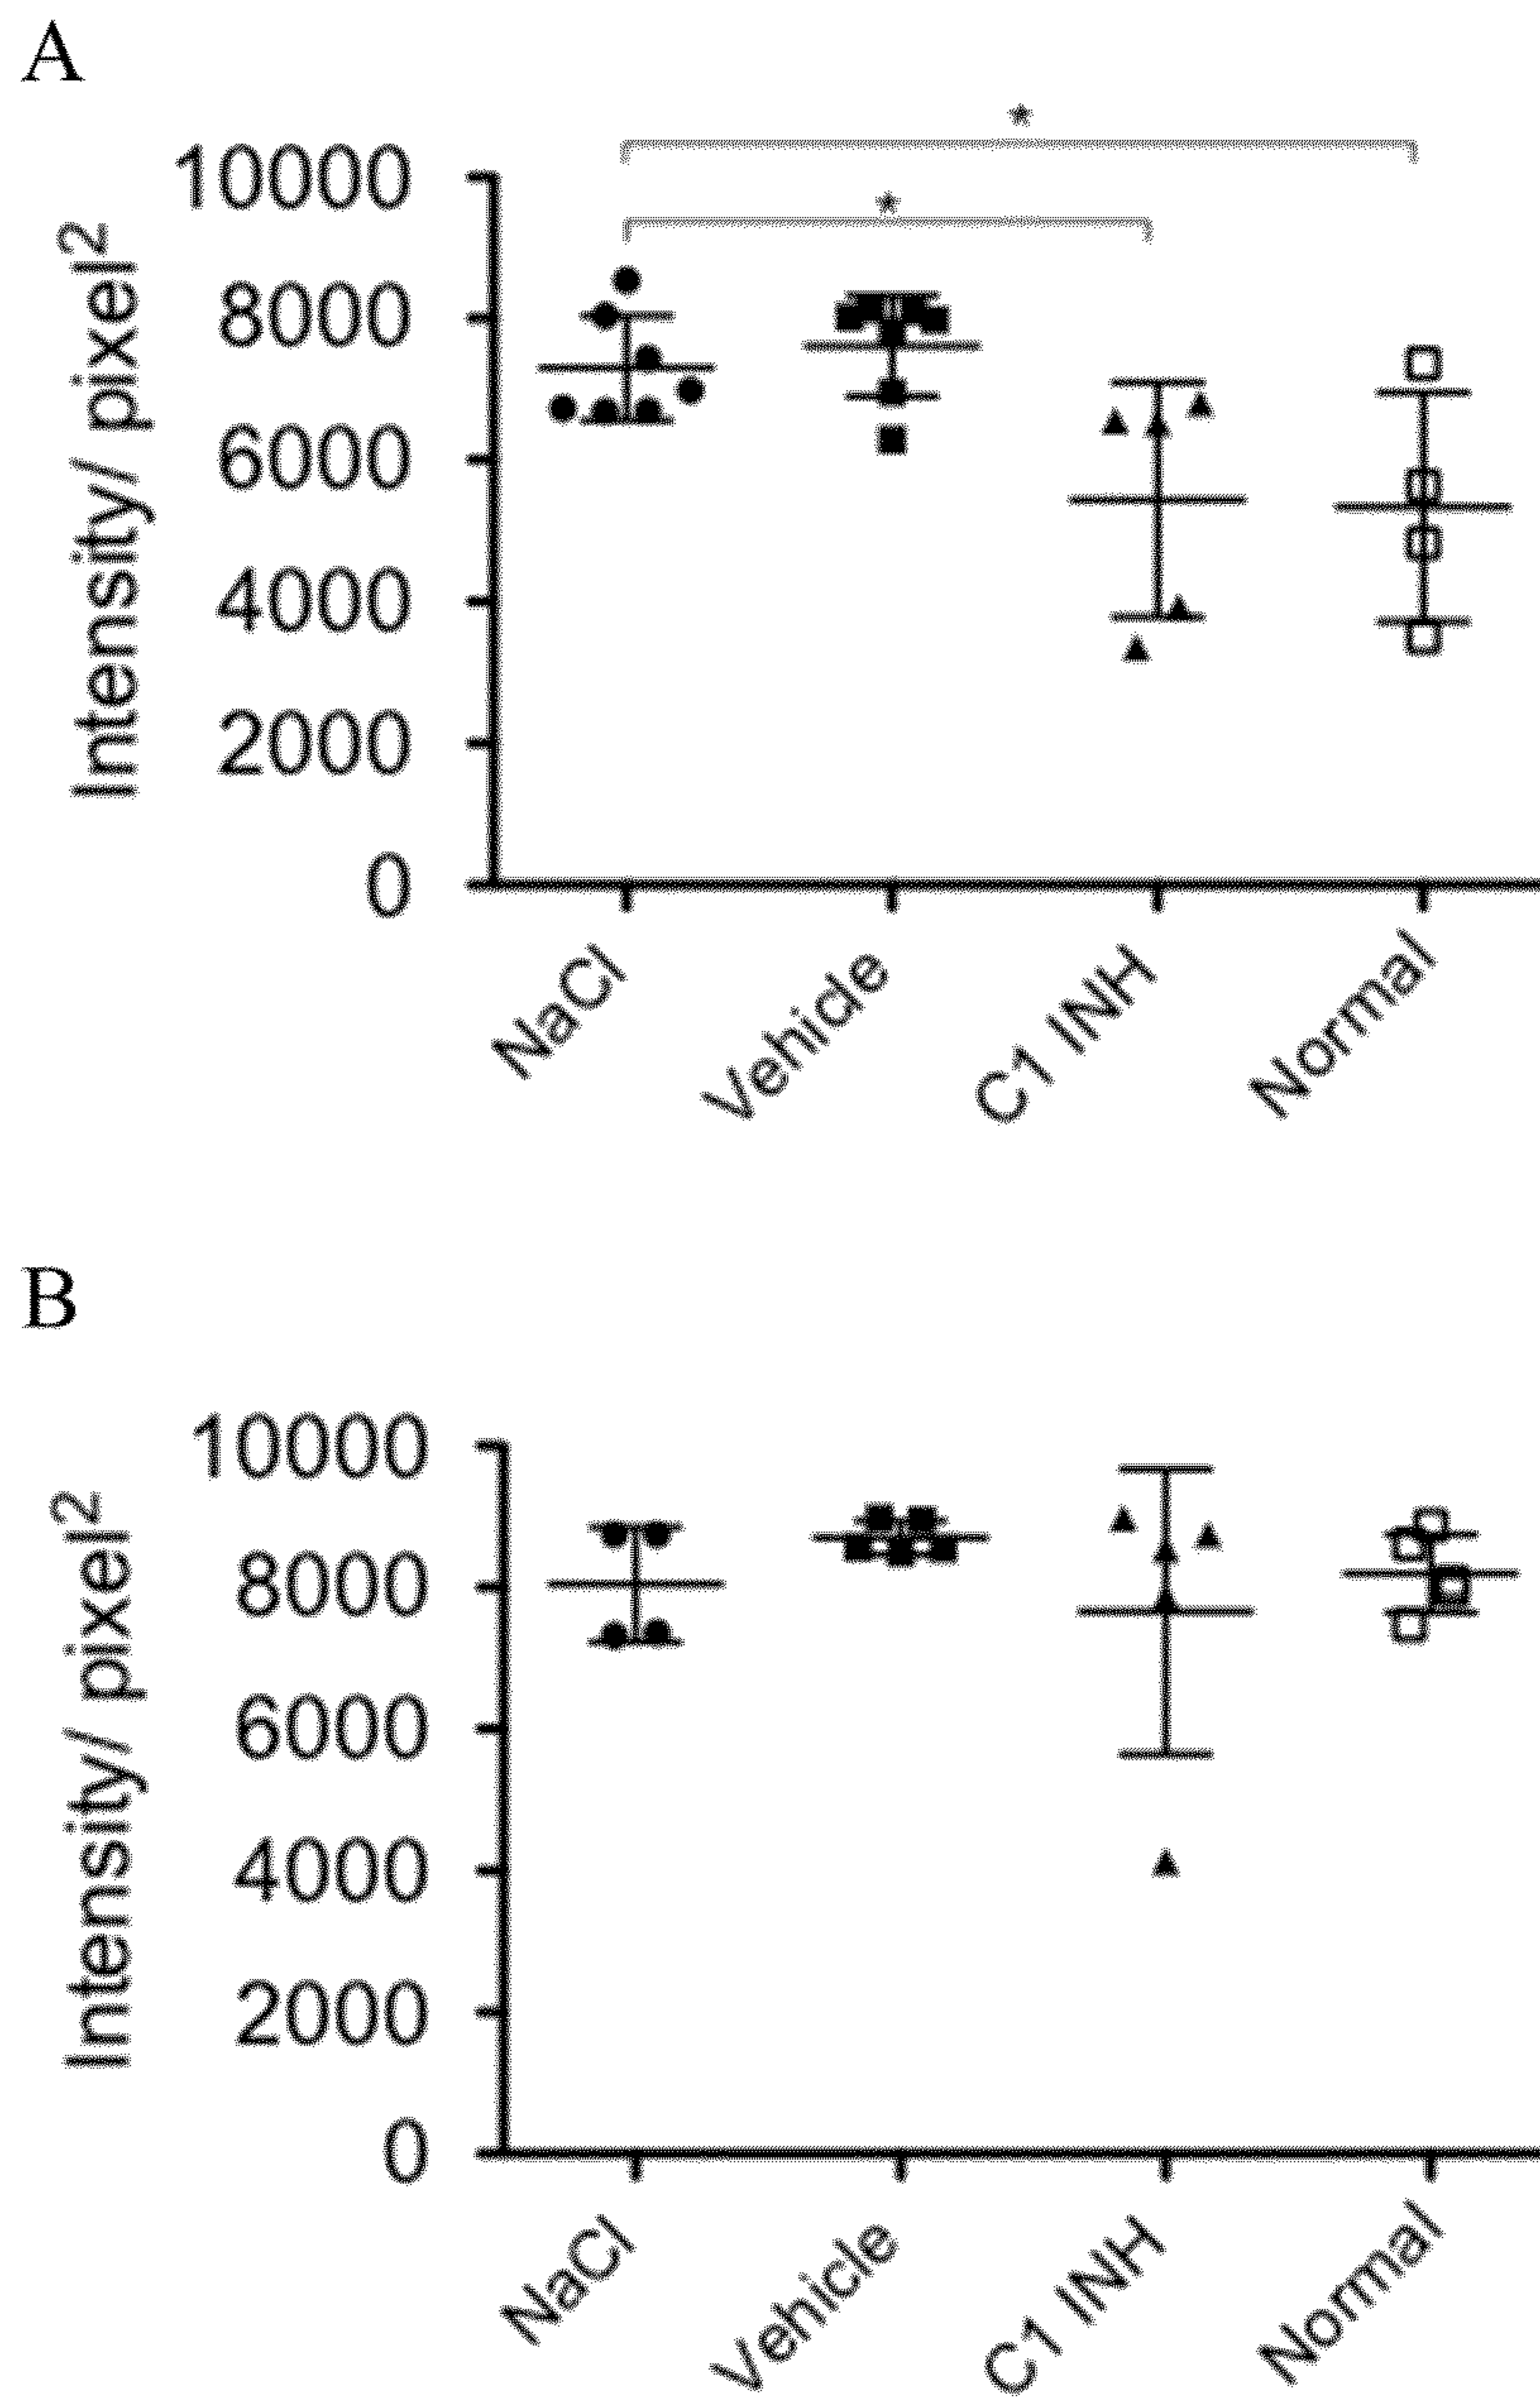 A
*
*
10000
8000
6000
4000
2000
0
Intensity/ pixel2
NaCl
Vehicle
C1 INH
Normal
B
10000
8000
6000
4000
2000
0
Intensity/ pixel2
NaCl
Vehicle
C1 INH
Normal